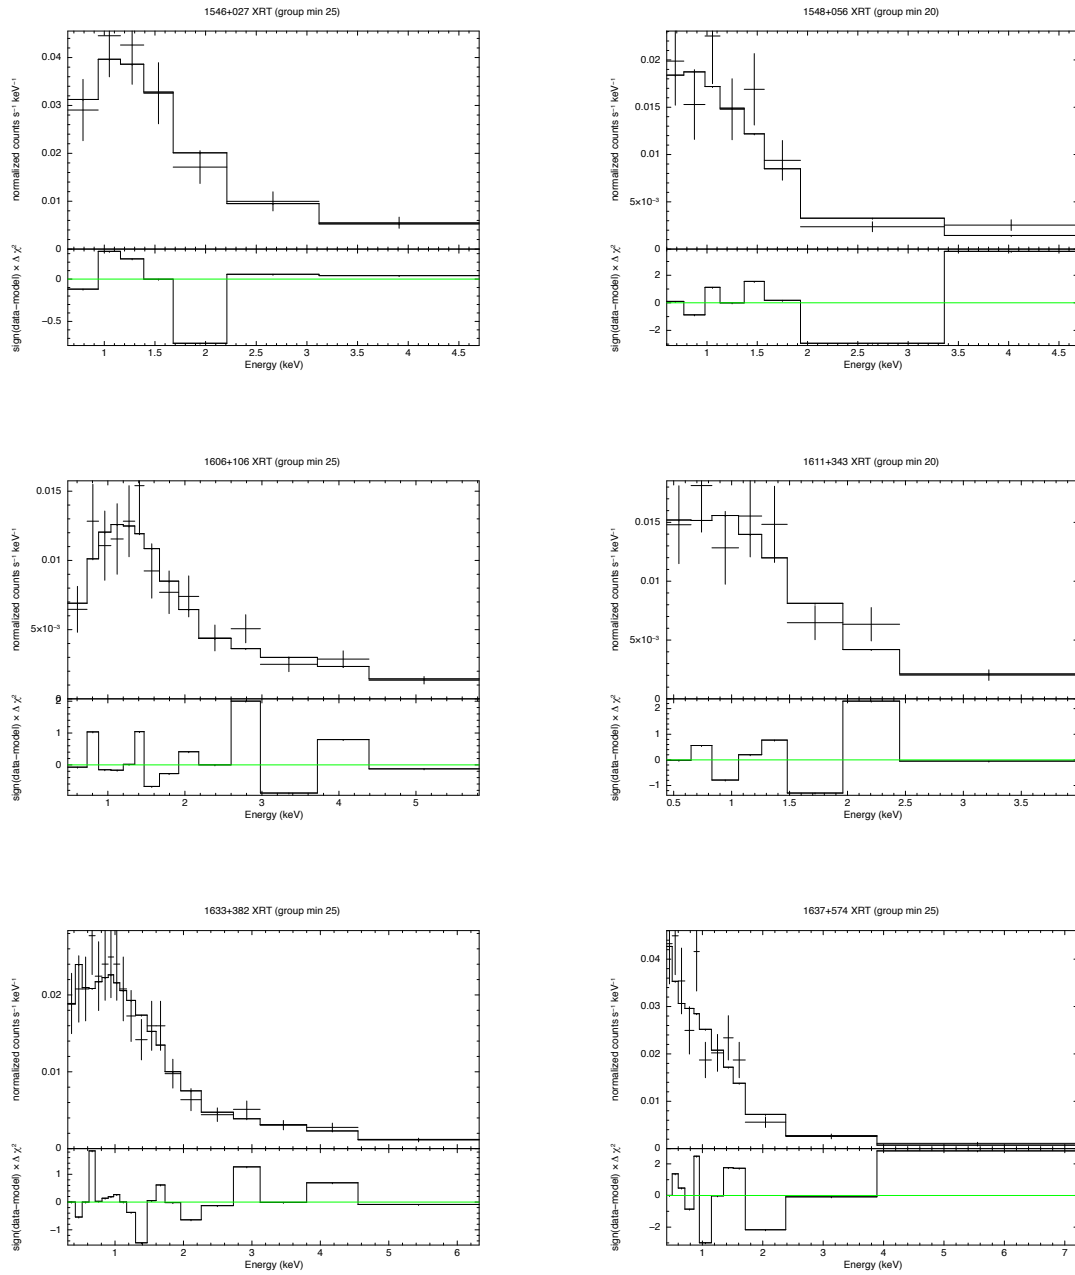 1546+027 XRT (group min 25)
normalized counts s⁻¹ keV⁻¹
0.04
0.03
0.02
0.01
0
sign(data−model) × Δ χ²
0
−0.5
1 1.5 2 2.5 3 3.5 4 4.5
Energy (keV)
1548+056 XRT (group min 20)
normalized counts s⁻¹ keV⁻¹
0.02
0.015
0.01
5×10⁻³
0
sign(data−model) × Δ χ²
2
0
−2
1 1.5 2 2.5 3 3.5 4 4.5
Energy (keV)
1606+106 XRT (group min 25)
normalized counts s⁻¹ keV⁻¹
0.015
0.01
5×10⁻³
0
sign(data−model) × Δ χ²
2
1
0
1 2 3 4 5
Energy (keV)
1611+343 XRT (group min 20)
normalized counts s⁻¹ keV⁻¹
0.015
0.01
5×10⁻³
0
sign(data−model) × Δ χ²
2
1
0
−1
0.5 1 1.5 2 2.5 3 3.5
Energy (keV)
1633+382 XRT (group min 25)
normalized counts s⁻¹ keV⁻¹
0.02
0.01
0
sign(data−model) × Δ χ²
1
0
−1
1 2 3 4 5 6
Energy (keV)
1637+574 XRT (group min 25)
normalized counts s⁻¹ keV⁻¹
0.04
0.03
0.02
0.01
0
sign(data−model) × Δ χ²
2
0
−2
1 2 3 4 5 6 7
Energy (keV)